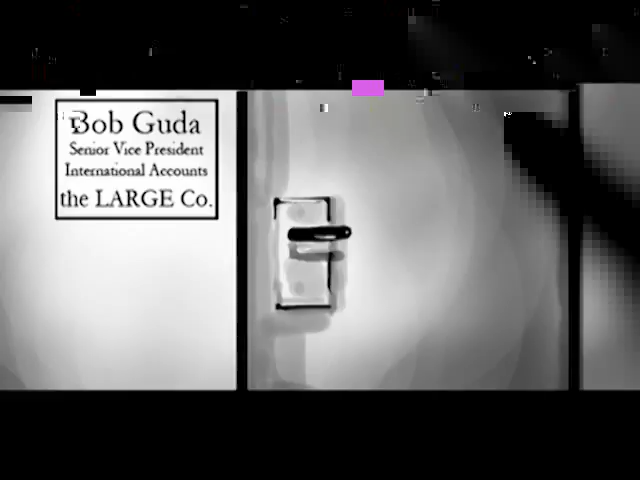 Bob Guda
Senior Vice President
International Accounts
the LARGE Co.